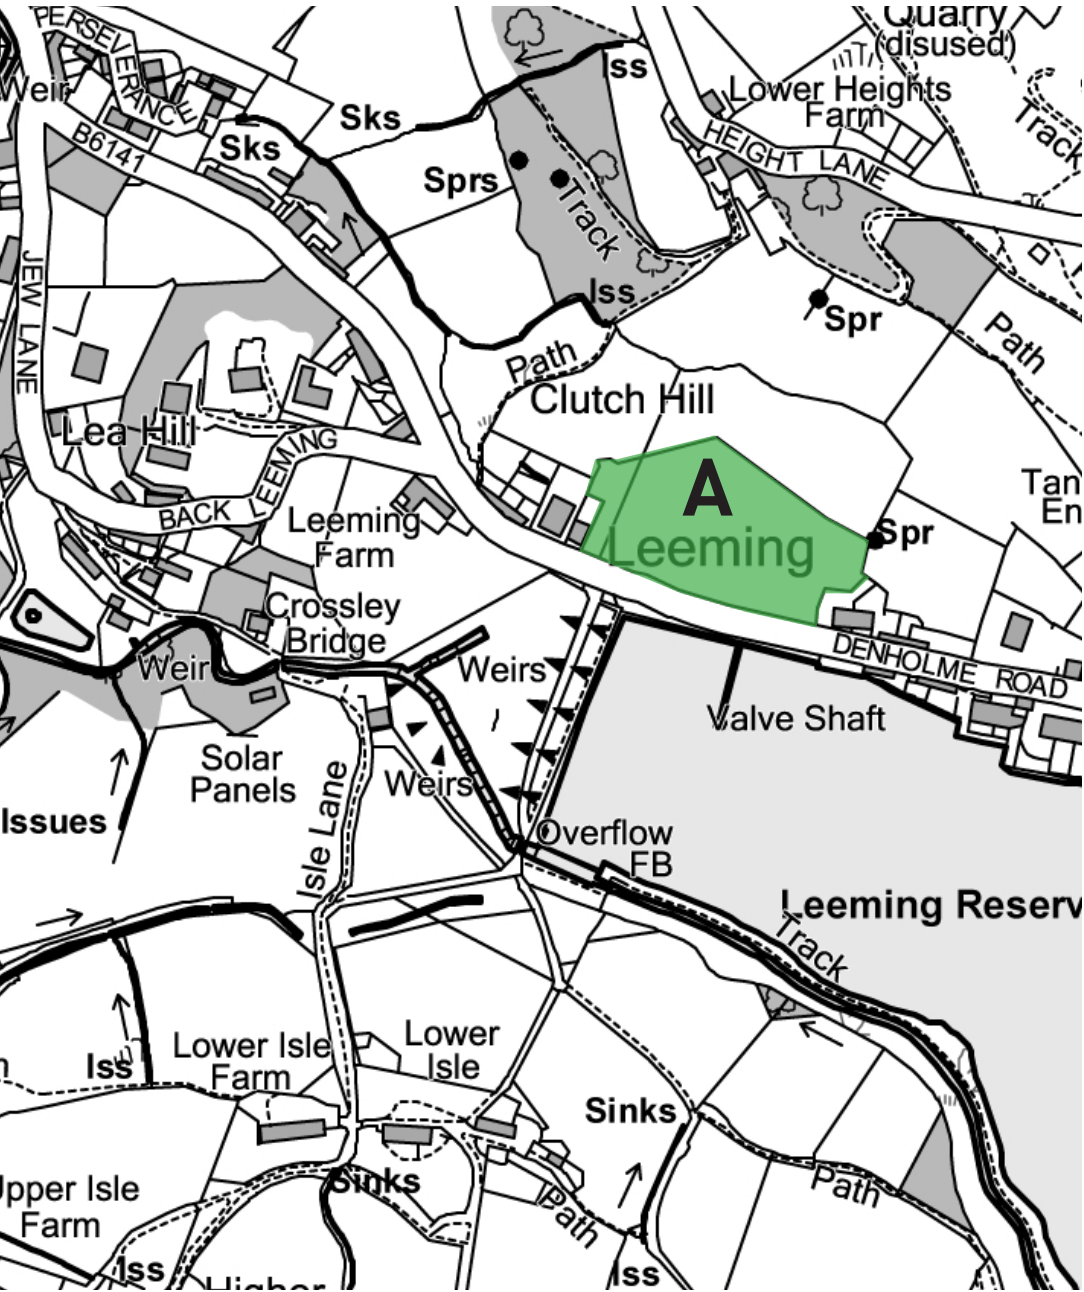 PERSEVERANCE
Quarry
(disused)
Weir
Iss
Lower Heights
Farm
Sks
Track
B6141
Sks
HEIGHT LANE
Sprs
Track
JEW LANE
Iss
Spr
Path
Path
Clutch Hill
Lea Hill
LEEMING
BACK
A
Tan
En
Leeming
Farm
Spr
Leeming
Crossley
Bridge
Weir
Weirs
DENHOLME ROAD
Valve Shaft
Solar
Panels
Weirs
Isle Lane
Issues
Overflow
FB
Leeming Reserv
Track
Lower Isle
Farm
Lower
Isle
Iss
Sinks
Sinks
Path
Upper Isle
Farm
Path
Iss
Iss
Higher